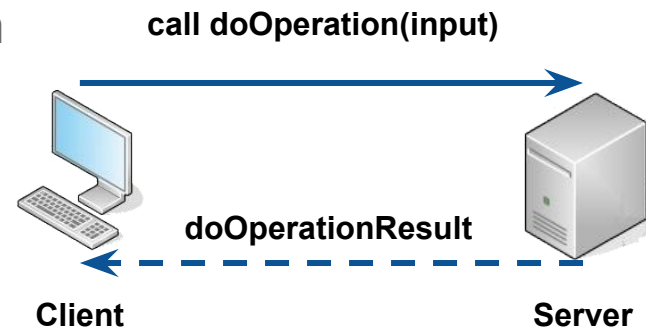 call doOperation(input)
doOperationResult
Client
Server